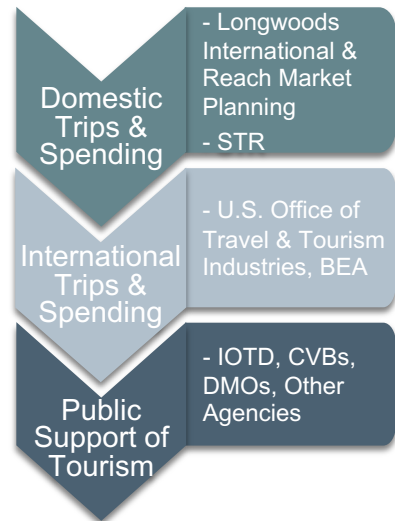 Domestic
Trips &
Spending
- Longwoods
International &
Reach Market
Planning
- STR
International
Trips &
Spending
- U.S. Office of
Travel & Tourism
Industries, BEA
Public
Support of
Tourism
- IOTD, CVBs,
DMOs, Other
Agencies